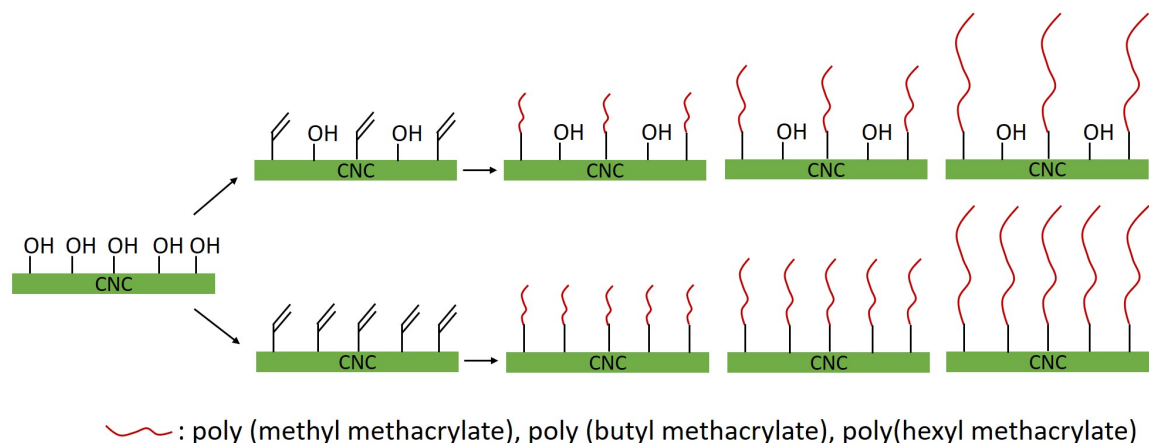 OH OH
CNC
OH OH
CNC
OH OH
CNC
OH OH
CNC
OH OH OH OH OH
CNC
CNC
CNC
CNC
CNC
: poly (methyl methacrylate), poly (butyl methacrylate), poly(hexyl methacrylate)